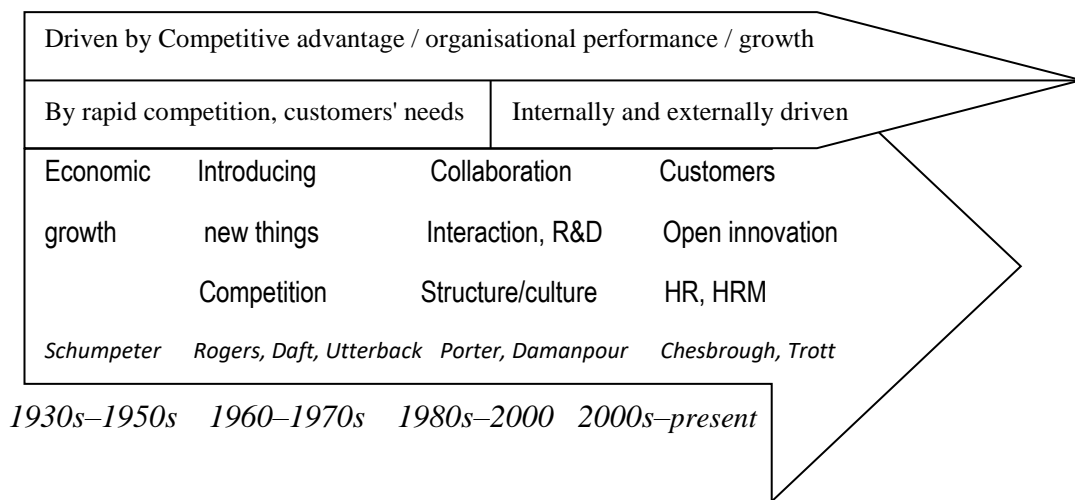 Driven by Competitive advantage / organisational performance / growth
By rapid competition, customers' needs Internally and externally driven
Economic Introducing Collaboration Customers
growth new things Interaction, R&D Open innovation
Competition Structure/culture HR, HRM
Schumpeter Rogers, Daft, Utterback Porter, Damanpour Chesbrough, Trott
1930s–1950s 1960–1970s 1980s–2000 2000s–present